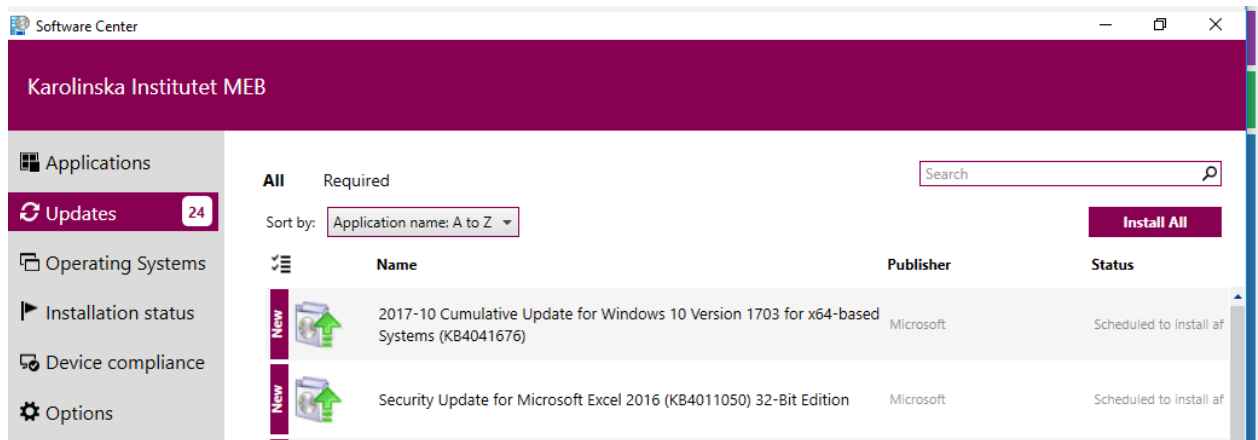 Software Center
Karolinska Institutet MEB
Applications
Updates 24
Operating Systems
Installation status
Device compliance
Options
All Required
Search
Sort by: Application name: A to Z
Install All
Name Publisher Status
New
2017-10 Cumulative Update for Windows 10 Version 1703 for x64-based
Systems (KB4041676)
Microsoft
Scheduled to install af
New
Security Update for Microsoft Excel 2016 (KB4011050) 32-Bit Edition
Microsoft
Scheduled to install af